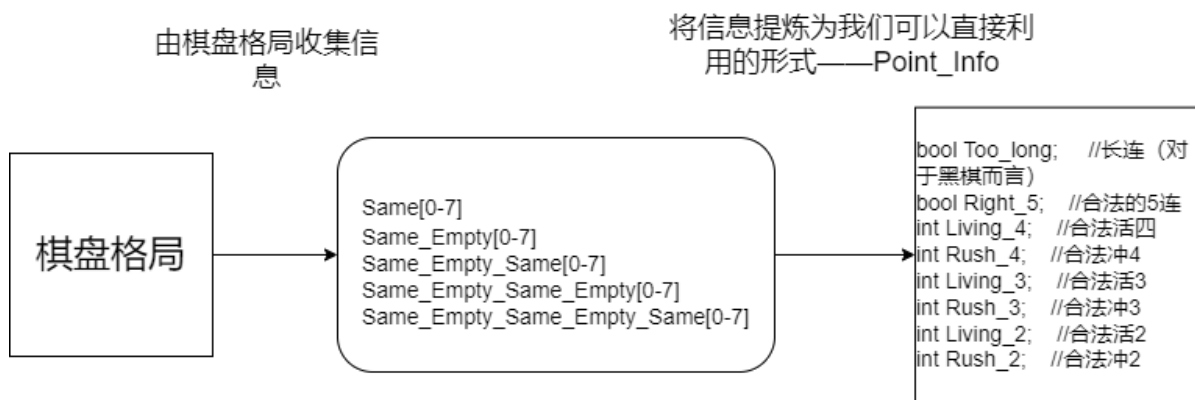 由棋盘格局收集信
息
将信息提炼为我们可以直接利
用的形式——Point_Info
棋盘格局
Same[0-7]
Same_Empty[0-7]
Same_Empty_Same[0-7]
Same_Empty_Same_Empty[0-7]
Same_Empty_Same_Empty_Same[0-7]
bool Too_long; //长连（对
于黑棋而言）
bool Right_5; //合法的5连
int Living_4; //合法活四
int Rush_4; //合法冲4
int Living_3; //合法活3
int Rush_3; //合法冲3
int Living_2; //合法活2
int Rush_2; //合法冲2